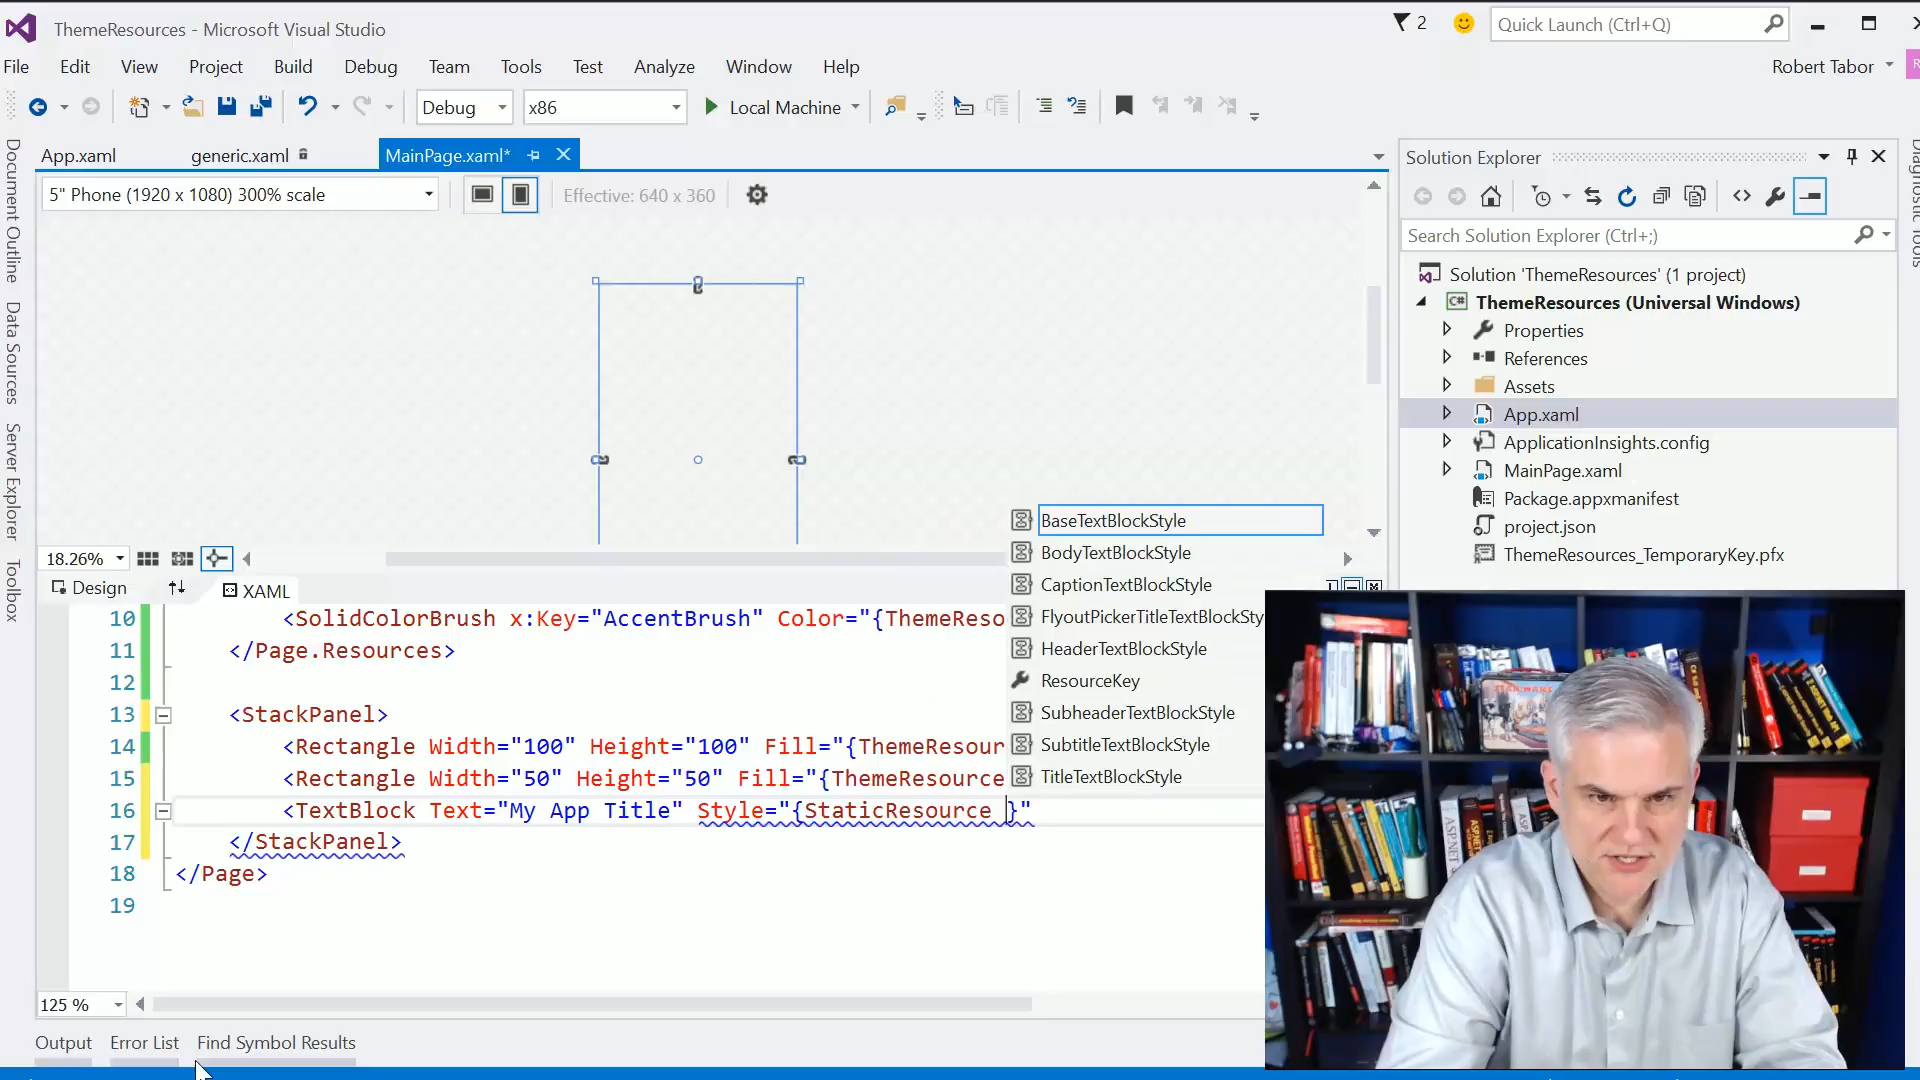 ThemeResources - Microsoft Visual Studio
2
Quick Launch (Ctrl+Q)
File Edit View Project Build Debug Team Tools Test Analyze Window Help
Robert Tabor
R
Debug x86 Local Machine
App.xaml generic.xaml MainPage.xaml*
5" Phone (1920 x 1080) 300% scale
Effective: 640 x 360
Document Outline
Data Sources
Server Explorer
Toolbox
Solution Explorer
Search Solution Explorer (Ctrl+;)
Solution 'ThemeResources' (1 project)
C# ThemeResources (Universal Windows)
Properties
References
Assets
App.xaml
ApplicationInsights.config
MainPage.xaml
Package.appxmanifest
project.json
ThemeResources_TemporaryKey.pfx
Diagnostic Tools
BaseTextBlockStyle
BodyTextBlockStyle
CaptionTextBlockStyle
FlyoutPickerTitleTextBlockSty
HeaderTextBlockStyle
ResourceKey
SubheaderTextBlockStyle
SubtitleTextBlockStyle
TitleTextBlockStyle
18.26%
Design XAML
10 <SolidColorBrush x:Key="AccentBrush" Color="{ThemeReso
11 </Page.Resources>
12
13 <StackPanel>
14 <Rectangle Width="100" Height="100" Fill="{ThemeResour
15 <Rectangle Width="50" Height="50" Fill="{ThemeResource
16 <TextBlock Text="My App Title" Style="{StaticResource }"
17 </StackPanel>
18 </Page>
19
125 %
Output Error List Find Symbol Results